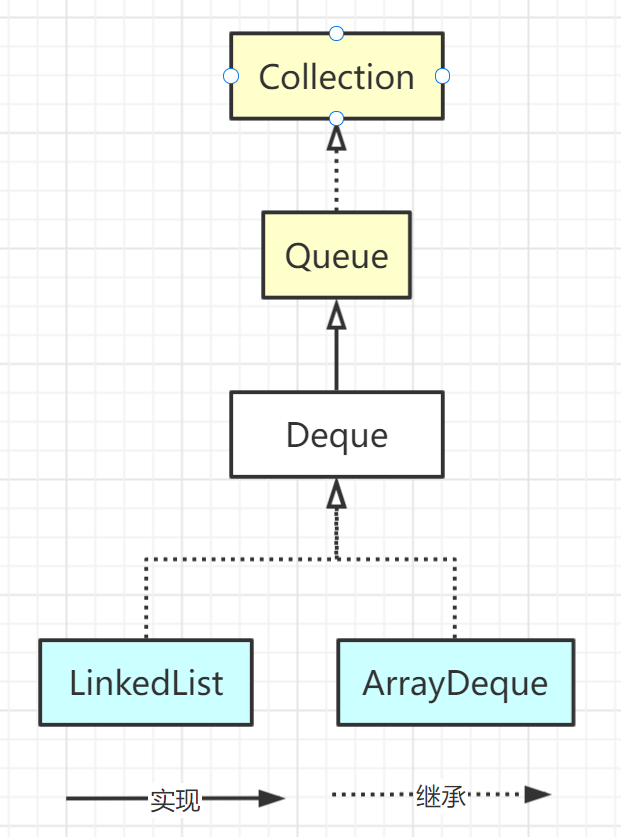 Collection
Queue
Deque
LinkedList
ArrayDeque
实现
继承